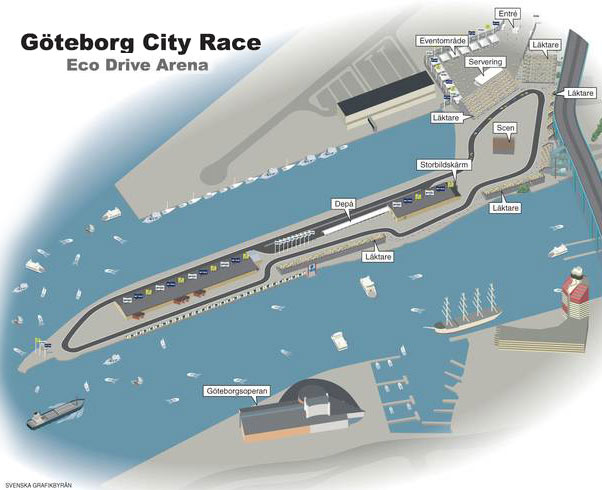 Göteborg City Race
Eco Drive Arena
Entré
Eventområde
Läktare
Servering
Läktare
Läktare
Scen
Storbildskärm
Depå
Läktare
Läktare
Göteborgsoperan
SVENSKA GRAFIKBYRÅN